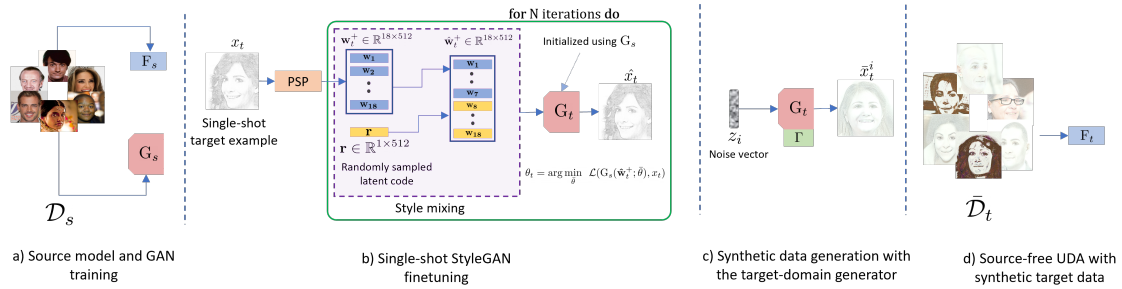 F_s
G_s
𝒟_s
a) Source model and GAN
training
x_t
Single-shot
target example
PSP
for N iterations do
w_t^+ ∈ ℝ^{18×512}
w_1
w_2
w_18
r
r ∈ ℝ^{1×512}
Randomly sampled
latent code
ŵ_t^+ ∈ ℝ^{18×512}
w_1
w_7
w_8
w_18
Style mixing
Initialized using G_s
G_t
x̂_t
θ_t = arg min_θ̄ ℒ(G_s(ŵ_t^+; θ̄), x_t)
b) Single-shot StyleGAN
finetuning
z_i
Noise vector
G_t
Γ
x̄_t^i
c) Synthetic data generation with
the target-domain generator
𝒟̄_t
F_t
d) Source-free UDA with
synthetic target data